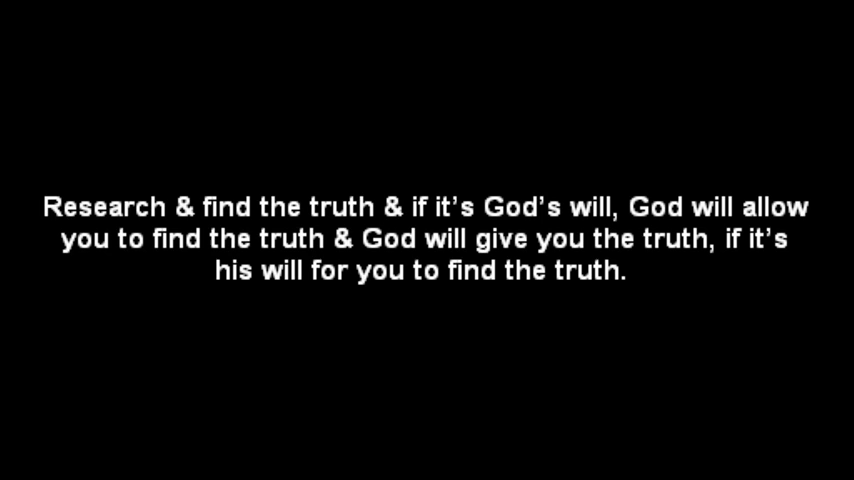 Research & find the truth & if it’s God’s will, God will allow
you to find the truth & God will give you the truth, if it’s
his will for you to find the truth.